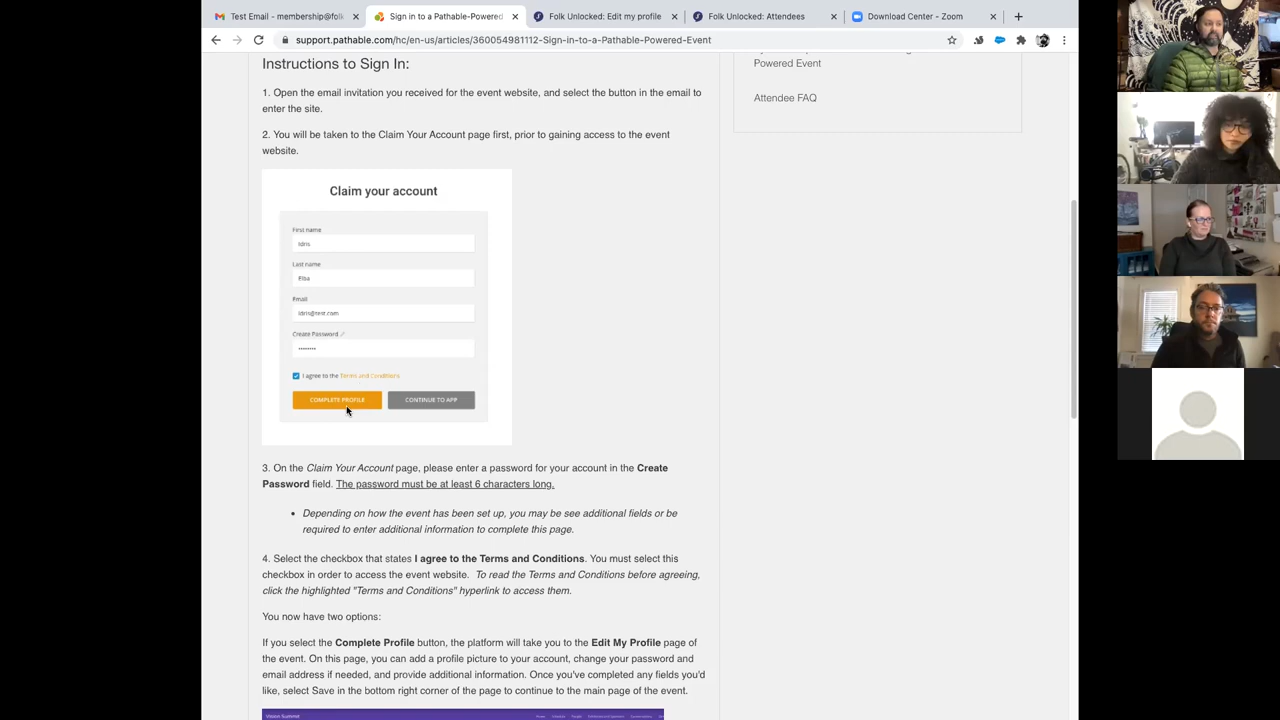 Test Email - membership@folk
Sign in to a Pathable-Powered
Folk Unlocked: Edit my profile
Folk Unlocked: Attendees
Download Center - Zoom
support.pathable.com/hc/en-us/articles/360054981112-Sign-in-to-a-Pathable-Powered-Event
Instructions to Sign In:
1. Open the email invitation you received for the event website, and select the button in the email to
enter the site.
2. You will be taken to the Claim Your Account page first, prior to gaining access to the event
website.
Claim your account
First name
Idris
Last name
Elba
Email
Idris@test.com
Create Password
••••••••
I agree to the Terms and Conditions
COMPLETE PROFILE
CONTINUE TO APP
3. On the Claim Your Account page, please enter a password for your account in the Create
Password field. The password must be at least 6 characters long.
• Depending on how the event has been set up, you may be see additional fields or be
required to enter additional information to complete this page.
4. Select the checkbox that states I agree to the Terms and Conditions. You must select this
checkbox in order to access the event website. To read the Terms and Conditions before agreeing,
click the highlighted "Terms and Conditions" hyperlink to access them.
You now have two options:
If you select the Complete Profile button, the platform will take you to the Edit My Profile page of
the event. On this page, you can add a profile picture to your account, change your password and
email address if needed, and provide additional information. Once you've completed any fields you'd
like, select Save in the bottom right corner of the page to continue to the main page of the event.
Vision Summit
Powered Event
Attendee FAQ